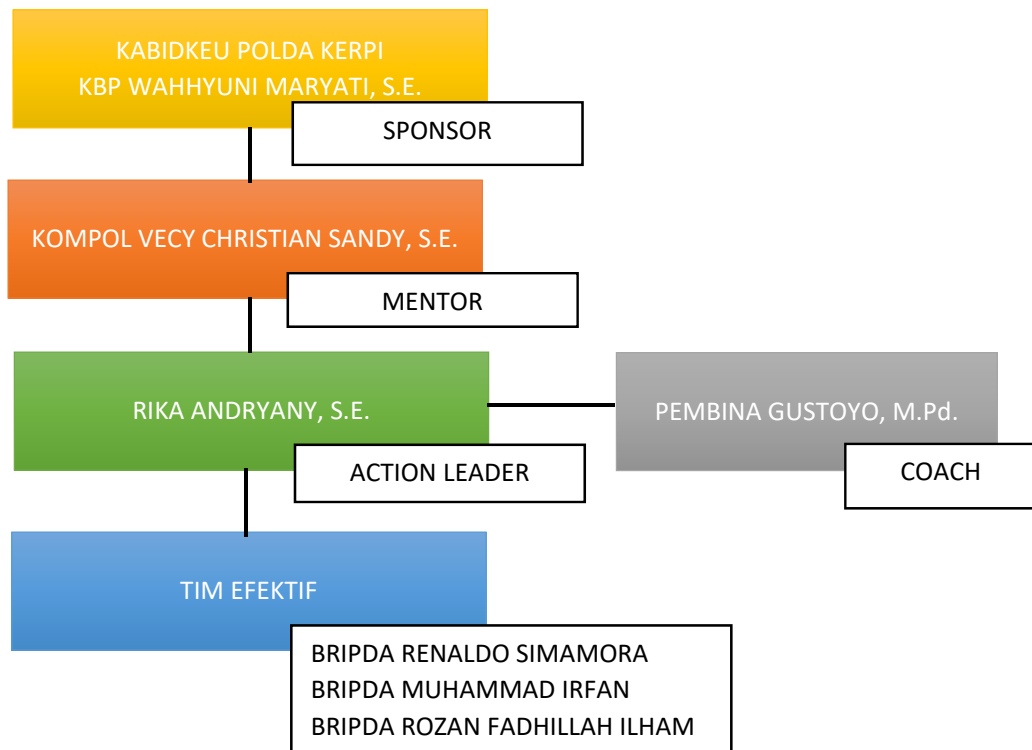 KABIDKEU POLDA KERPI
KBP WAHHYUNI MARYATI, S.E.
SPONSOR
KOMPOL VECY CHRISTIAN SANDY, S.E.
MENTOR
RIKA ANDRYANY, S.E.
ACTION LEADER
PEMBINA GUSTOYO, M.Pd.
COACH
TIM EFEKTIF
BRIPDA RENALDO SIMAMORA
BRIPDA MUHAMMAD IRFAN
BRIPDA ROZAN FADHILLAH ILHAM